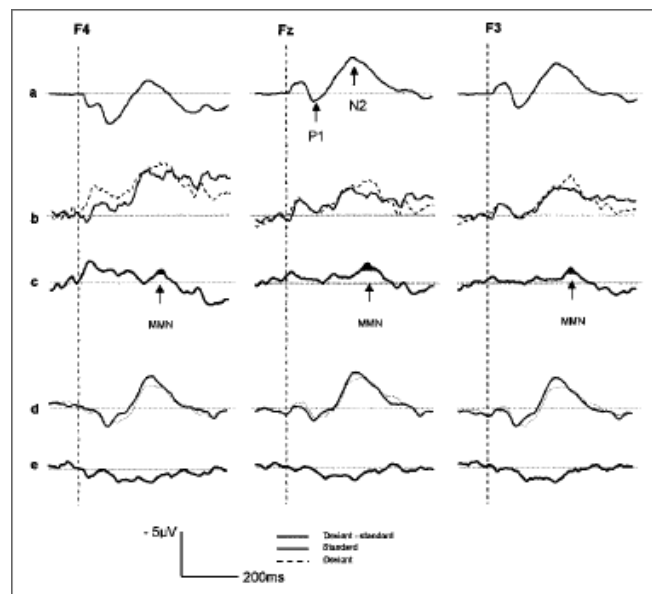 F4 Fz F3
a
N2
P1
b
c
MMN MMN MMN
d
e
- 5µV
Deviant - standard
Standard
Deviant
200ms